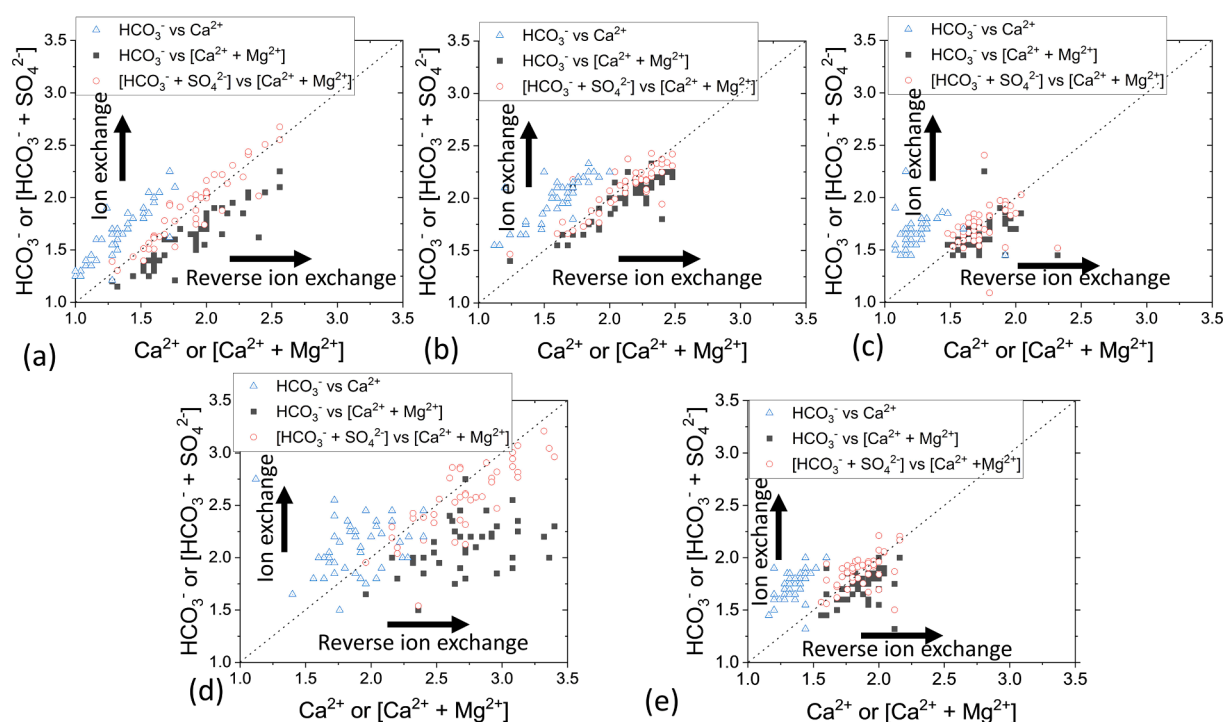 HCO₃⁻ vs Ca²⁺
HCO₃⁻ vs [Ca²⁺ + Mg²⁺]
[HCO₃⁻ + SO₄²⁻] vs [Ca²⁺ + Mg²⁺]
HCO₃⁻ or [HCO₃⁻ + SO₄²⁻]
3.5
3.0
2.5
2.0
1.5
1.0
Ion exchange
Reverse ion exchange
1.0 1.5 2.0 2.5 3.0 3.5
(a)
Ca²⁺ or [Ca²⁺ + Mg²⁺]
HCO₃⁻ vs Ca²⁺
HCO₃⁻ vs [Ca²⁺ + Mg²⁺]
[HCO₃⁻ + SO₄²⁻] vs [Ca²⁺ + Mg²⁺]
HCO₃⁻ or [HCO₃⁻ + SO₄²⁻]
3.5
3.0
2.5
2.0
1.5
1.0
Ion exchange
Reverse ion exchange
1.0 1.5 2.0 2.5 3.0 3.5
(b)
Ca²⁺ or [Ca²⁺ + Mg²⁺]
HCO₃⁻ vs Ca²⁺
HCO₃⁻ vs [Ca²⁺ + Mg²⁺]
[HCO₃⁻ + SO₄²⁻] vs [Ca²⁺ + Mg²⁺]
HCO₃⁻ or [HCO₃⁻ + SO₄²⁻]
3.5
3.0
2.5
2.0
1.5
1.0
Ion exchange
Reverse ion exchange
1.0 1.5 2.0 2.5 3.0 3.5
(c)
Ca²⁺ or [Ca²⁺ + Mg²⁺]
HCO₃⁻ vs Ca²⁺
HCO₃⁻ vs [Ca²⁺ + Mg²⁺]
[HCO₃⁻ + SO₄²⁻] vs [Ca²⁺ + Mg²⁺]
HCO₃⁻ or [HCO₃⁻ + SO₄²⁻]
3.5
3.0
2.5
2.0
1.5
1.0
Ion exchange
Reverse ion exchange
1.0 1.5 2.0 2.5 3.0 3.5
(d)
Ca²⁺ or [Ca²⁺ + Mg²⁺]
HCO₃⁻ vs Ca²⁺
HCO₃⁻ vs [Ca²⁺ + Mg²⁺]
[HCO₃⁻ + SO₄²⁻] vs [Ca²⁺ +Mg²⁺]
HCO₃⁻ or [HCO₃⁻ + SO₄²⁻]
3.5
3.0
2.5
2.0
1.5
1.0
Ion exchange
Reverse ion exchange
1.0 1.5 2.0 2.5 3.0 3.5
(e)
Ca²⁺ or [Ca²⁺ + Mg²⁺]